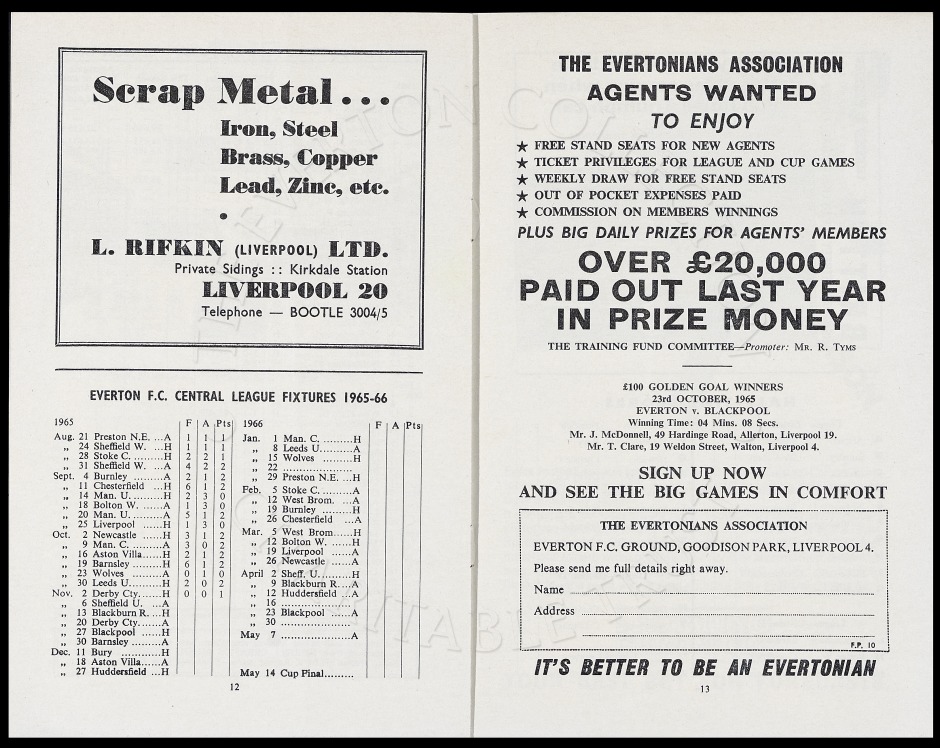 Scrap Metal...
Iron, Steel
Brass, Copper
Lead, Zinc, etc.
•
L. RIFKIN (LIVERPOOL) LTD.
Private Sidings :: Kirkdale Station
LIVERPOOL 20
Telephone — BOOTLE 3004/5
EVERTON F.C. CENTRAL LEAGUE FIXTURES 1965-66
1965 F A Pts
Aug. 21 Preston N.E. ...A 1 1 1
„ 24 Sheffield W. ...H 1 1 1
„ 28 Stoke C. ..........H 2 2 1
„ 31 Sheffield W. ...A 4 2 2
Sept. 4 Burnley .........A 2 1 2
„ 11 Chesterfield ...H 6 1 2
„ 14 Man. U. .........H 2 3 0
„ 18 Bolton W. ......A 1 3 0
„ 20 Man. U. .........A 5 1 2
„ 25 Liverpool ......H 1 3 0
Oct. 2 Newcastle ......H 3 1 2
„ 9 Man. C. .........A 3 0 2
„ 16 Aston Villa......H 2 1 2
„ 19 Barnsley .........H 6 1 2
„ 23 Wolves .........A 0 1 0
„ 30 Leeds U..........H 2 0 2
Nov. 2 Derby Cty.......H 0 0 1
„ 6 Sheffield U. ...A
„ 13 Blackburn R....H
„ 20 Derby Cty.......A
„ 27 Blackpool ......H
„ 30 Barnsley .........A
Dec. 11 Bury ............H
„ 18 Aston Villa......A
„ 27 Huddersfield ...H
1966 F A Pts
Jan. 1 Man. C. .........H
„ 8 Leeds U..........A
„ 15 Wolves .........H
„ 22 ..................
„ 29 Preston N.E. ...H
Feb. 5 Stoke C. .........A
„ 12 West Brom. ...A
„ 19 Burnley .........H
„ 26 Chesterfield ...A
Mar. 5 West Brom.......H
„ 12 Bolton W. ......H
„ 19 Liverpool ......A
„ 26 Newcastle ......A
April 2 Sheff. U..........H
„ 9 Blackburn R....A
„ 12 Huddersfield ...A
„ 16 ..................
„ 23 Blackpool ......A
„ 30 ..................
May 7 ..................A
May 14 Cup Final.........
12
THE EVERTONIANS ASSOCIATION
AGENTS WANTED
TO ENJOY
★ FREE STAND SEATS FOR NEW AGENTS
★ TICKET PRIVILEGES FOR LEAGUE AND CUP GAMES
★ WEEKLY DRAW FOR FREE STAND SEATS
★ OUT OF POCKET EXPENSES PAID
★ COMMISSION ON MEMBERS WINNINGS
PLUS BIG DAILY PRIZES FOR AGENTS' MEMBERS
OVER £20,000
PAID OUT LAST YEAR
IN PRIZE MONEY
THE TRAINING FUND COMMITTEE—Promoter: MR. R. TYMS
£100 GOLDEN GOAL WINNERS
23rd OCTOBER, 1965
EVERTON v. BLACKPOOL
Winning Time: 04 Mins. 08 Secs.
Mr. J. McDonnell, 49 Hardinge Road, Allerton, Liverpool 19.
Mr. T. Clare, 19 Weldon Street, Walton, Liverpool 4.
SIGN UP NOW
AND SEE THE BIG GAMES IN COMFORT
THE EVERTONIANS ASSOCIATION
EVERTON F.C. GROUND, GOODISON PARK, LIVERPOOL 4.
Please send me full details right away.
Name
Address
F.P. 10
IT'S BETTER TO BE AN EVERTONIAN
13